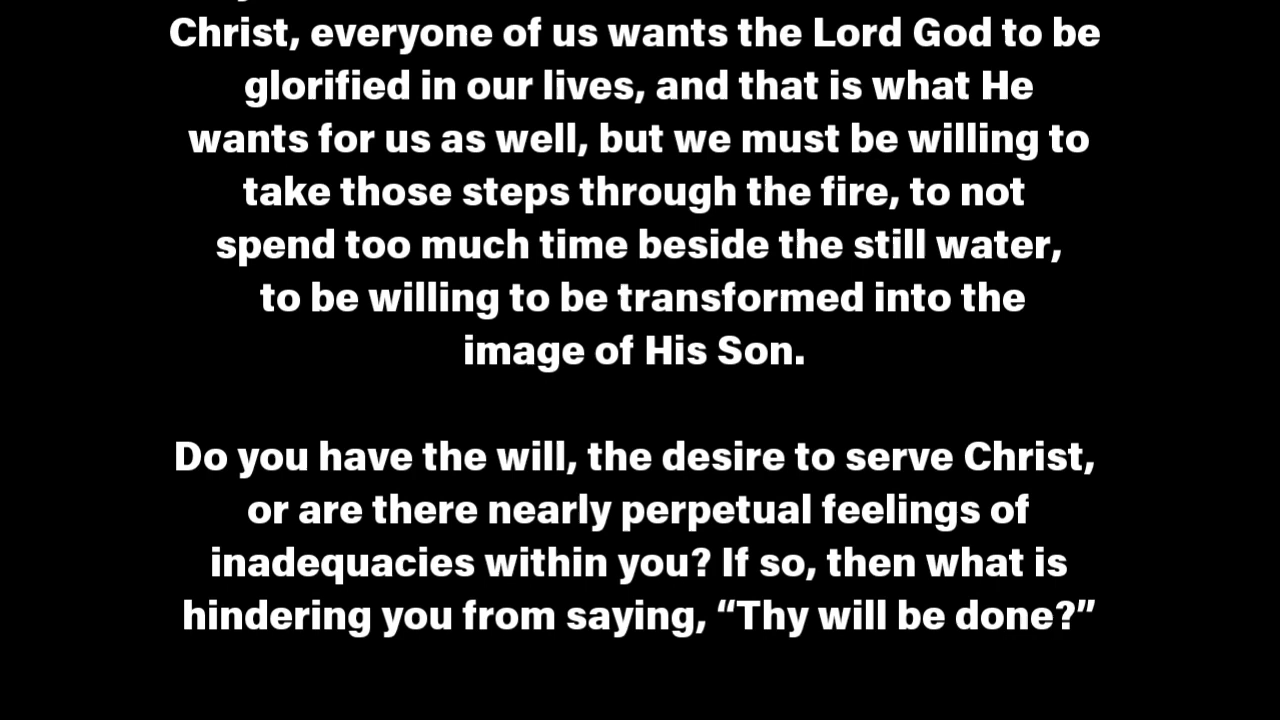 Christ, everyone of us wants the Lord God to be
glorified in our lives, and that is what He
wants for us as well, but we must be willing to
take those steps through the fire, to not
spend too much time beside the still water,
to be willing to be transformed into the
image of His Son.
Do you have the will, the desire to serve Christ,
or are there nearly perpetual feelings of
inadequacies within you? If so, then what is
hindering you from saying, “Thy will be done?”